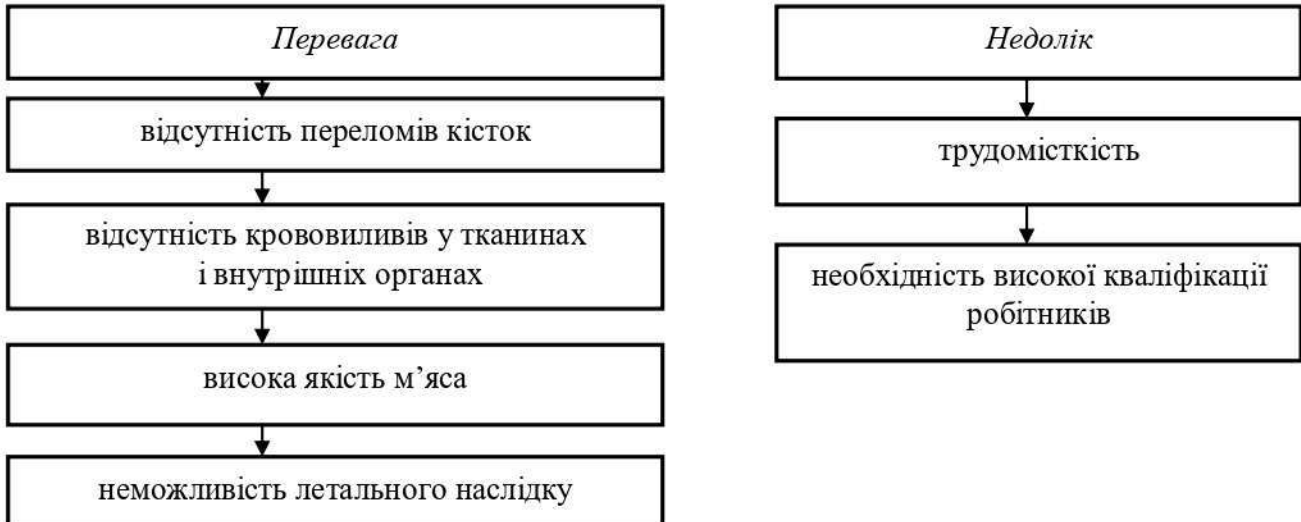 Перевага
відсутність переломів кісток
відсутність крововиливів у тканинах
і внутрішніх органах
висока якість м’яса
неможливість летального наслідку
Недолік
трудомісткість
необхідність високої кваліфікації
робітників